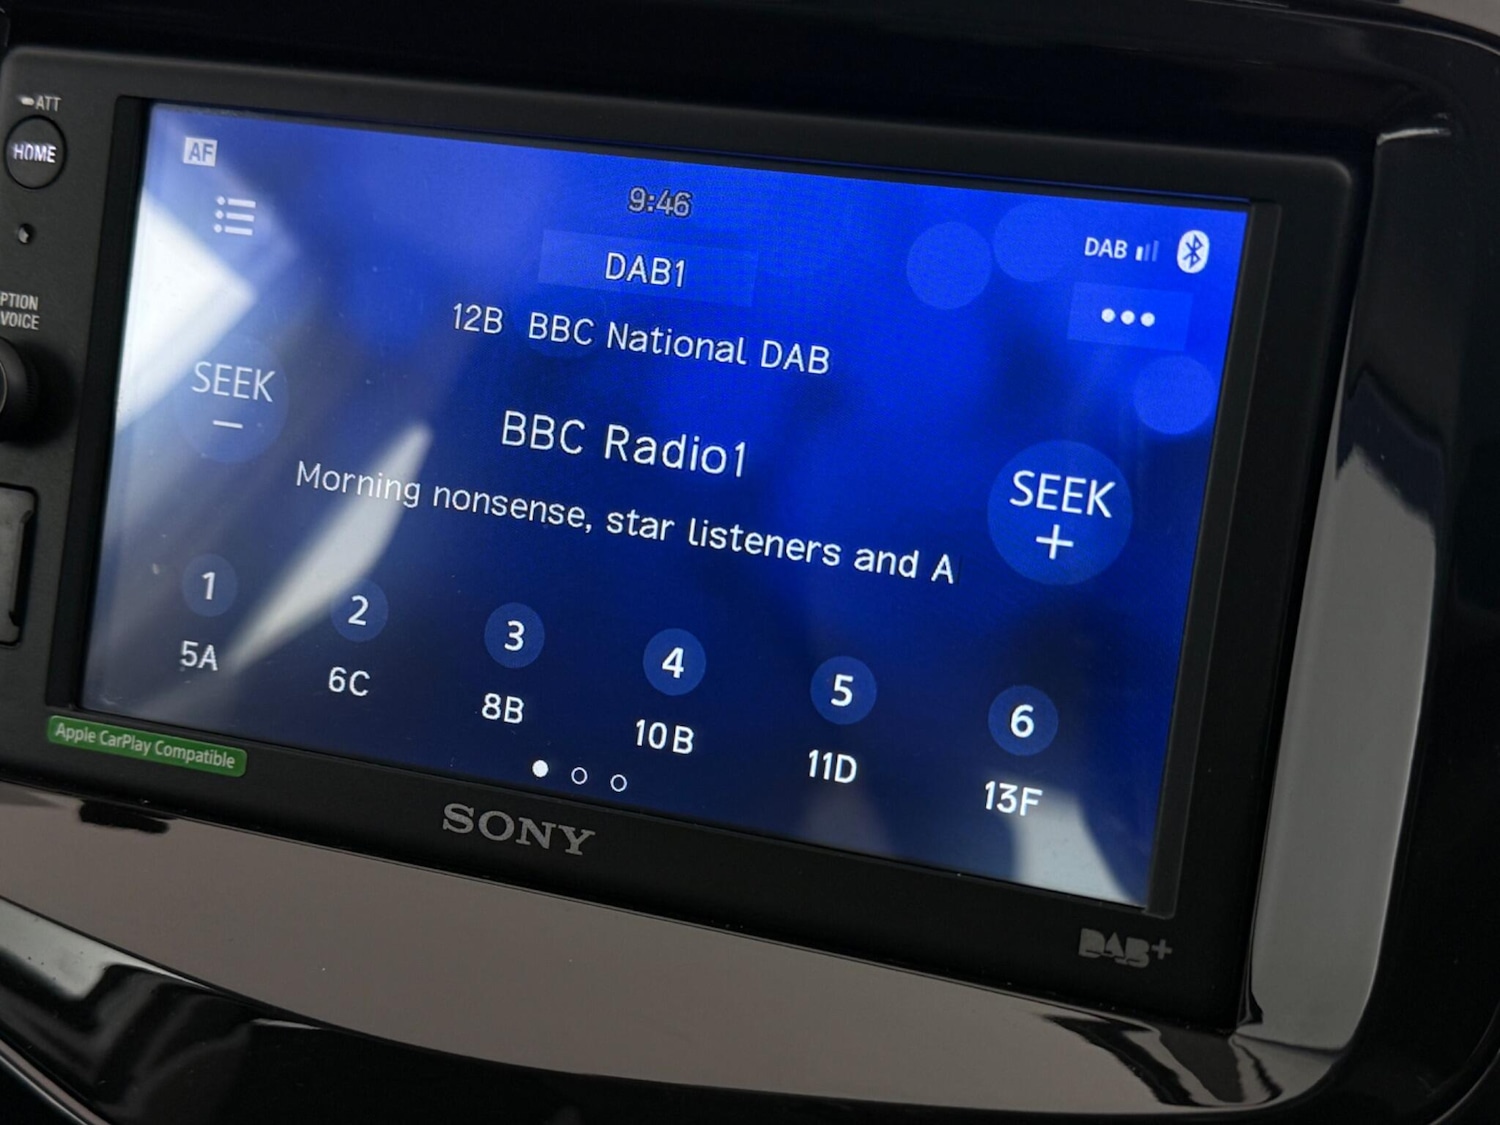 ATT
HOME
PTION
VOICE
AF
9:46
DAB
DAB1
12B BBC National DAB
SEEK
−
BBC Radio1
Morning nonsense, star listeners and A
SEEK
+
1 2 3 4 5 6
5A 6C 8B 10B 11D 13F
Apple CarPlay Compatible
SONY
DAB+